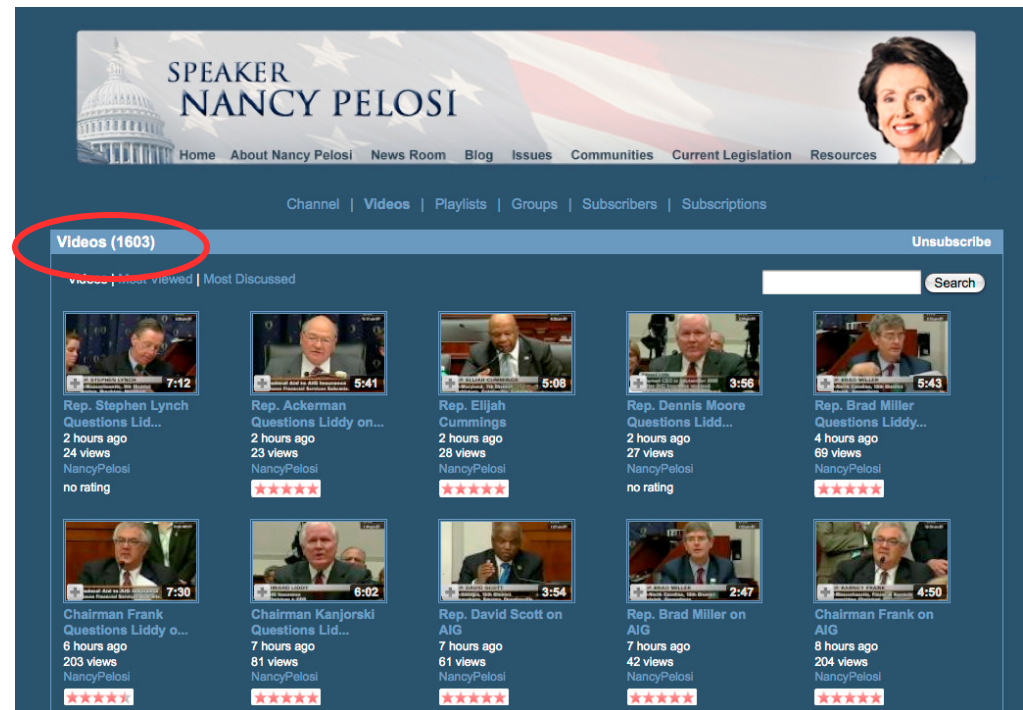 SPEAKER
NANCY PELOSI
Home About Nancy Pelosi News Room Blog Issues Communities Current Legislation Resources
Channel | Videos | Playlists | Groups | Subscribers | Subscriptions
Videos (1603) Unsubscribe
Videos | Most Viewed | Most Discussed Search
7:12 5:41 5:08 3:56 5:43
Rep. Stephen Lynch Rep. Ackerman Rep. Elijah Rep. Dennis Moore Rep. Brad Miller
Questions Lid... Questions Liddy on... Cummings Questions Lidd... Questions Liddy...
2 hours ago 2 hours ago 2 hours ago 2 hours ago 4 hours ago
24 views 23 views 28 views 27 views 69 views
NancyPelosi NancyPelosi NancyPelosi NancyPelosi NancyPelosi
no rating no rating
7:30 6:02 3:54 2:47 4:50
Chairman Frank Chairman Kanjorski Rep. David Scott on Rep. Brad Miller on Chairman Frank on
Questions Liddy o... Questions Lid... AIG AIG AIG
6 hours ago 7 hours ago 7 hours ago 7 hours ago 8 hours ago
203 views 81 views 61 views 42 views 204 views
NancyPelosi NancyPelosi NancyPelosi NancyPelosi NancyPelosi